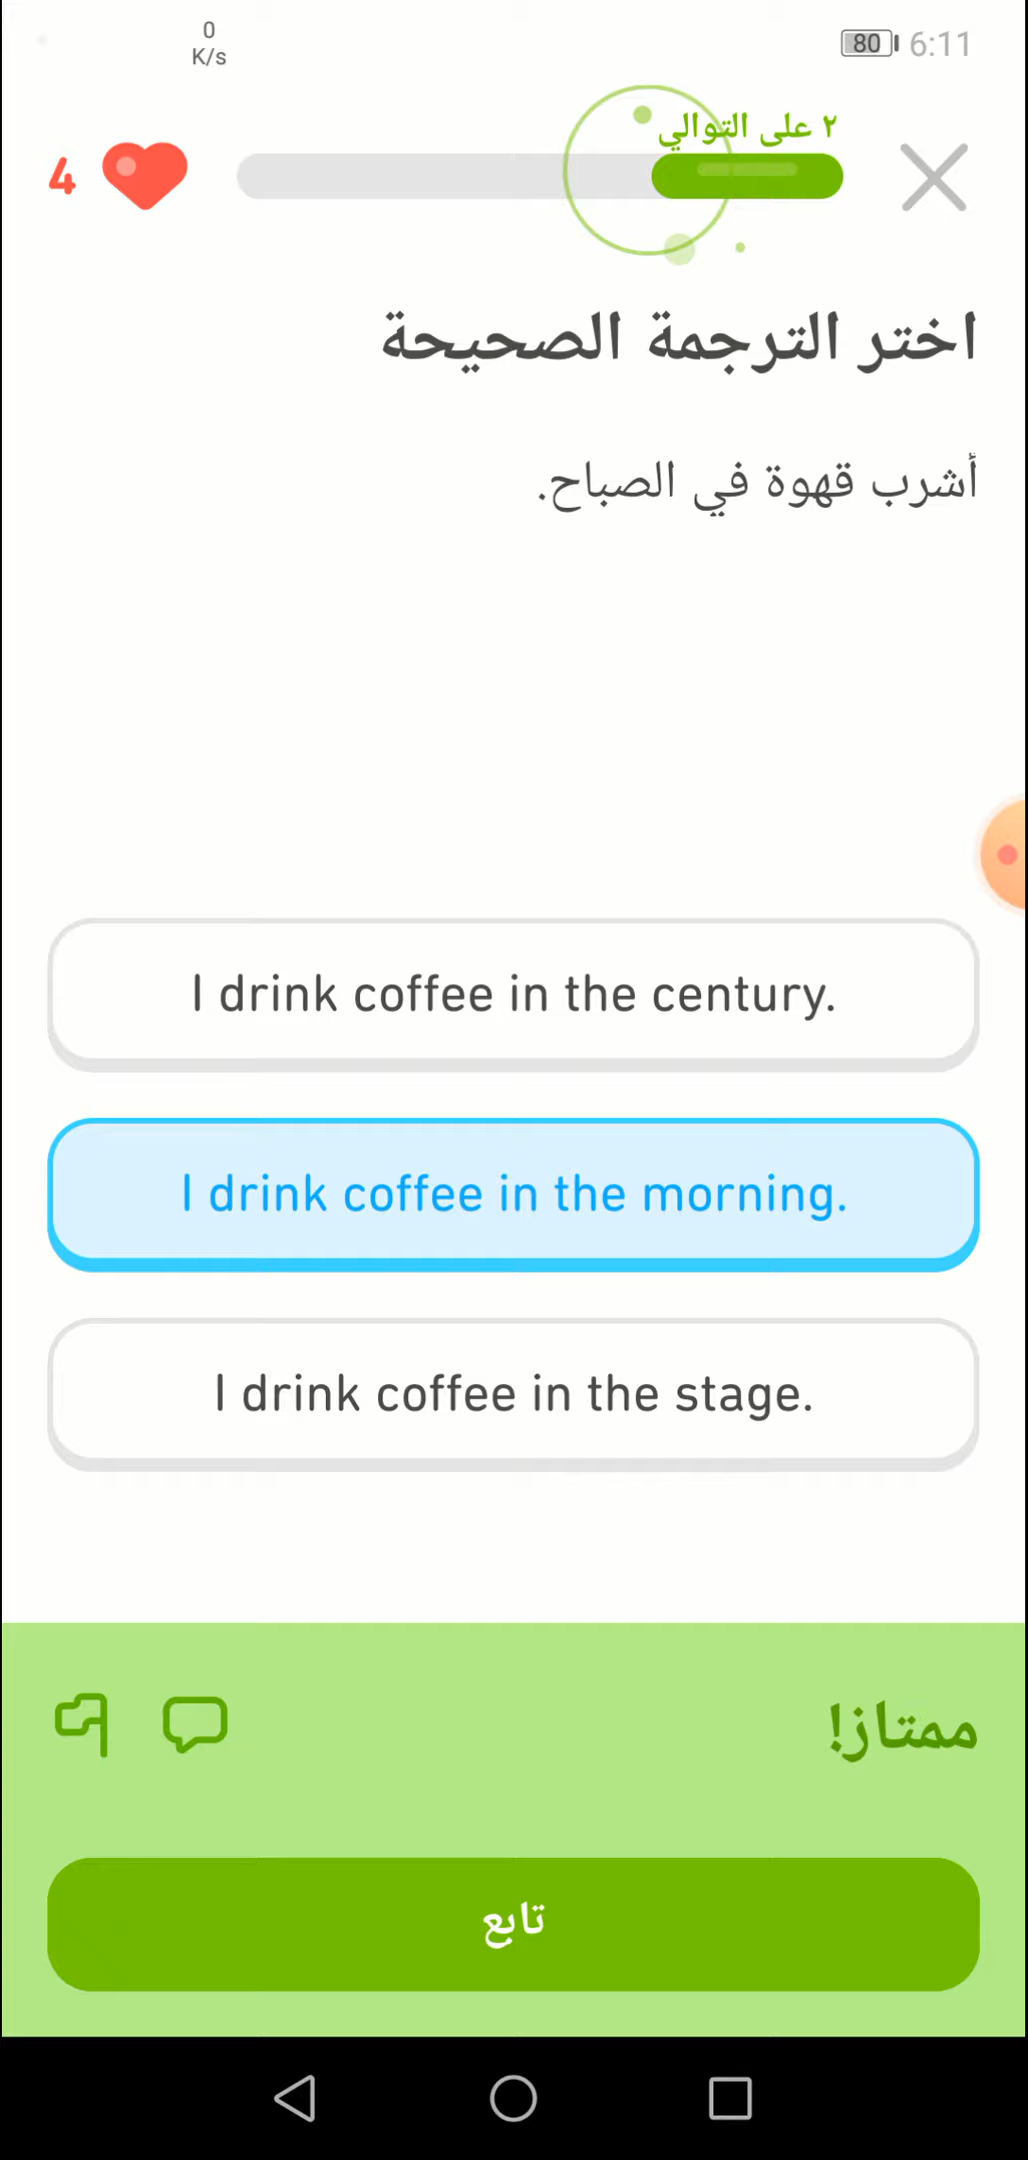 0
K/s
80
6:11
٢ على التوالي
4
اختر الترجمة الصحيحة
أشرب قهوة في الصباح.
I drink coffee in the century.
I drink coffee in the morning.
I drink coffee in the stage.
ممتاز!
تابع